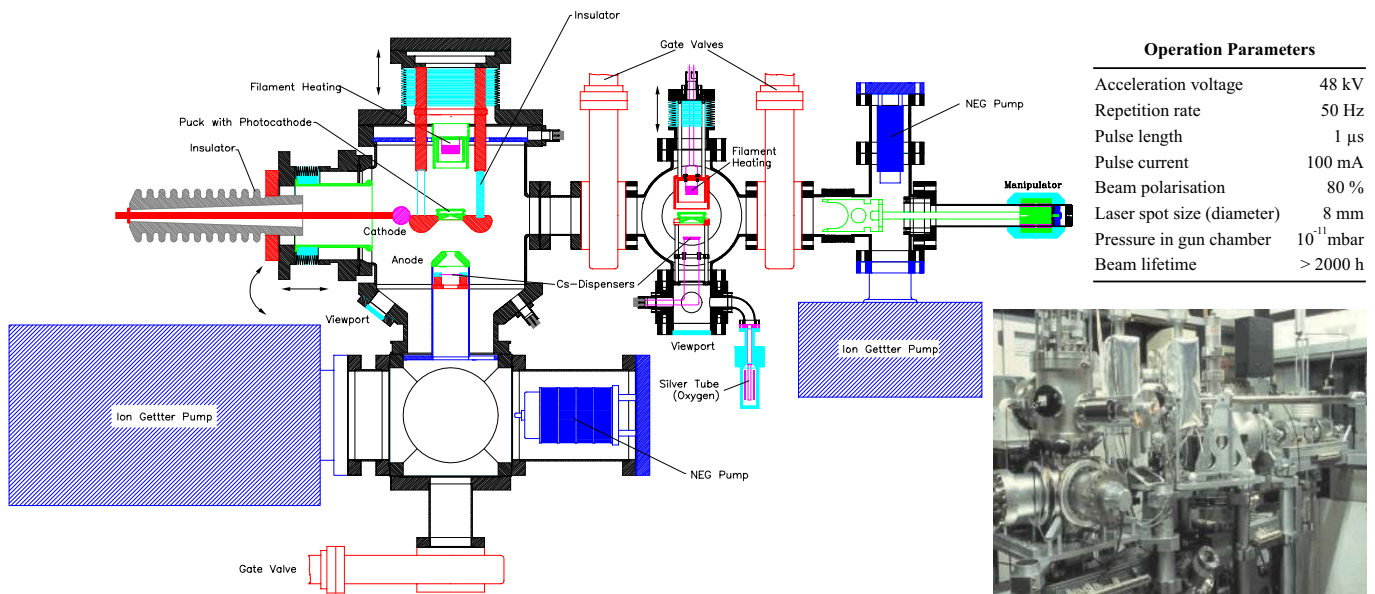 Insulator
Gate Valves
Filament Heating
Puck with Photocathode
Insulator
Cathode
Anode
Cs-Dispensers
Viewport
Ion Gettter Pump
NEG Pump
Gate Valve
Filament
Heating
Viewport
Silver Tube
(Oxygen)
NEG Pump
Manipulator
Ion Gettter Pump
Operation Parameters
Acceleration voltage 48 kV
Repetition rate 50 Hz
Pulse length 1 µs
Pulse current 100 mA
Beam polarisation 80 %
Laser spot size (diameter) 8 mm
Pressure in gun chamber 10⁻¹¹mbar
Beam lifetime > 2000 h